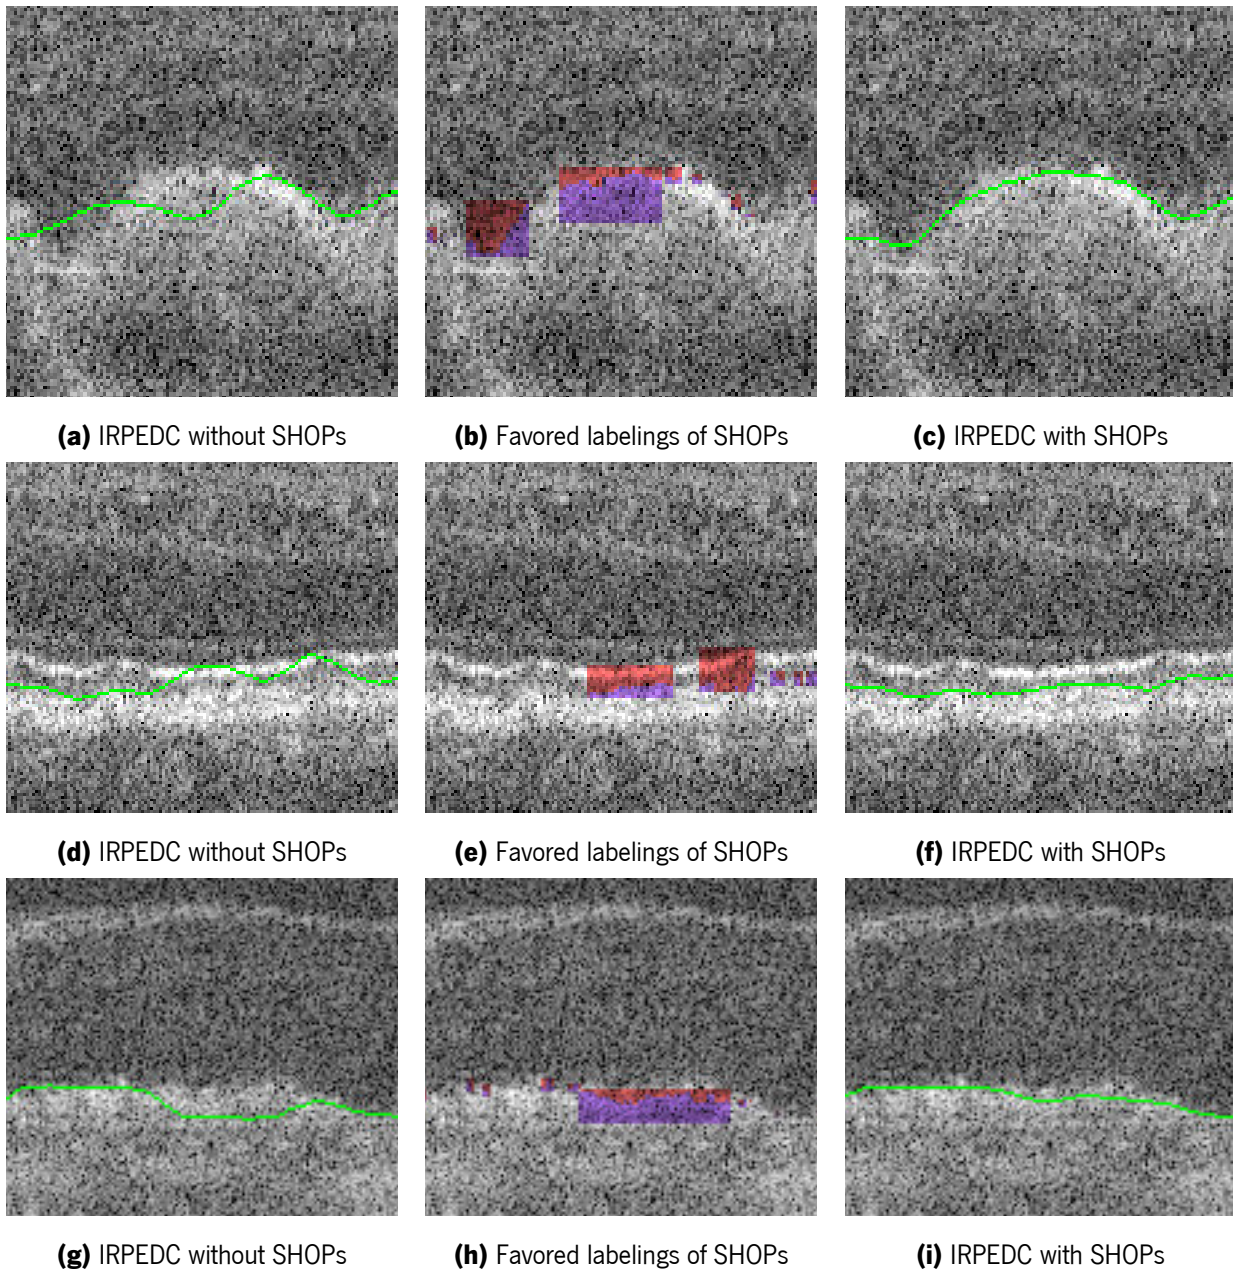 (a) IRPEDC without SHOPs
(b) Favored labelings of SHOPs
(c) IRPEDC with SHOPs
(d) IRPEDC without SHOPs
(e) Favored labelings of SHOPs
(f) IRPEDC with SHOPs
(g) IRPEDC without SHOPs
(h) Favored labelings of SHOPs
(i) IRPEDC with SHOPs